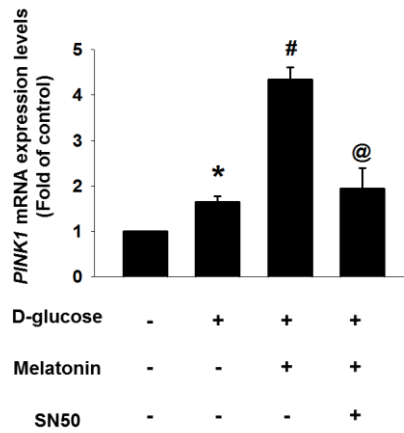 PINK1 mRNA expression levels
(Fold of control)
5
4
3
2
1
0
*
#
@
D-glucose - + + +
Melatonin - - + +
SN50 - - - +